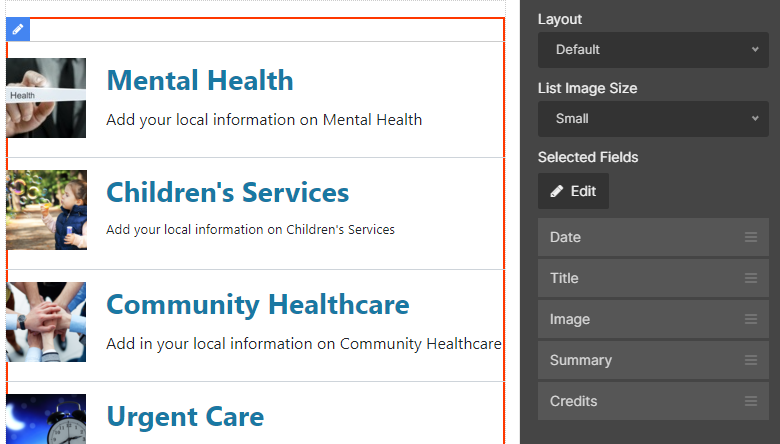 Health
Mental Health
Add your local information on Mental Health
Children's Services
Add your local information on Children's Services
Community Healthcare
Add in your local information on Community Healthcare
Urgent Care
Layout
Default
List Image Size
Small
Selected Fields
Edit
Date
Title
Image
Summary
Credits